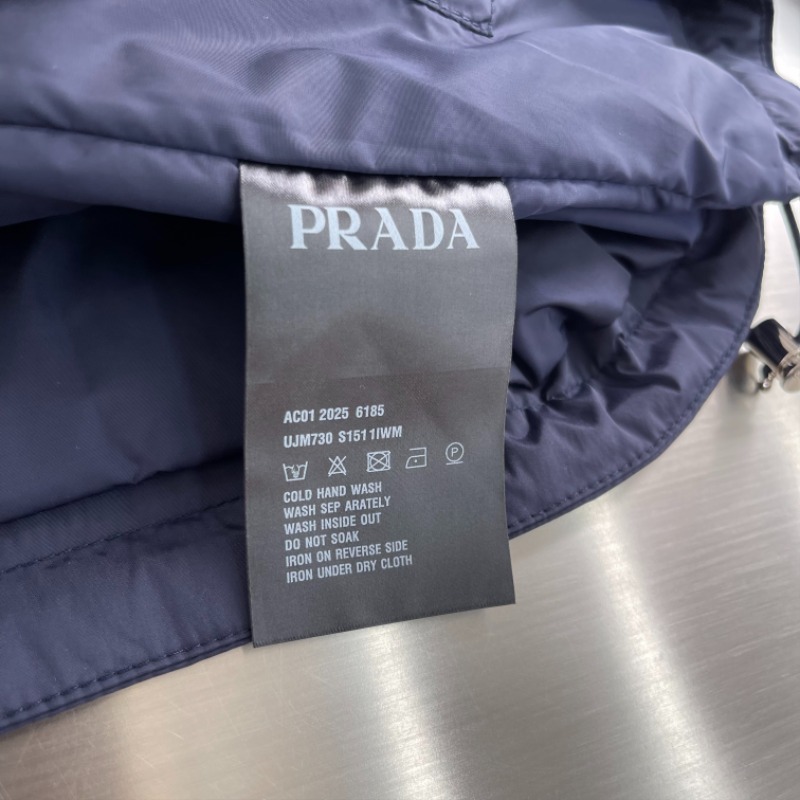 PRADA
AC01 2025 6185
UJM730 S1511IWM
P
COLD HAND WASH
WASH SEP ARATELY
WASH INSIDE OUT
DO NOT SOAK
IRON ON REVERSE SIDE
IRON UNDER DRY CLOTH